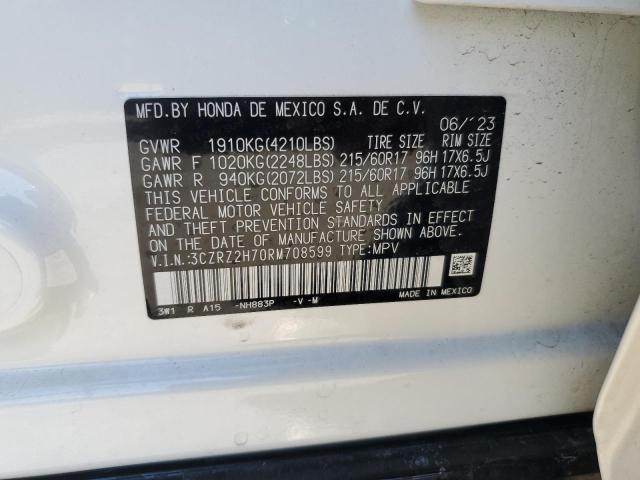 MFD.BY HONDA DE MEXICO S.A. DE C.V.
06/´23
GVWR 1910KG(4210LBS) TIRE SIZE RIM SIZE
GAWR F 1020KG(2248LBS) 215/60R17 96H 17X6.5J
GAWR R 940KG(2072LBS) 215/60R17 96H 17X6.5J
THIS VEHICLE CONFORMS TO ALL APPLICABLE
FEDERAL MOTOR VEHICLE SAFETY
AND THEFT PREVENTION STANDARDS IN EFFECT
ON THE DATE OF MANUFACTURE SHOWN ABOVE.
V.I.N.:3CZRZ2H70RM708599 TYPE:MPV
3W1 R A15 -NH883P -V -M
MADE IN MEXICO